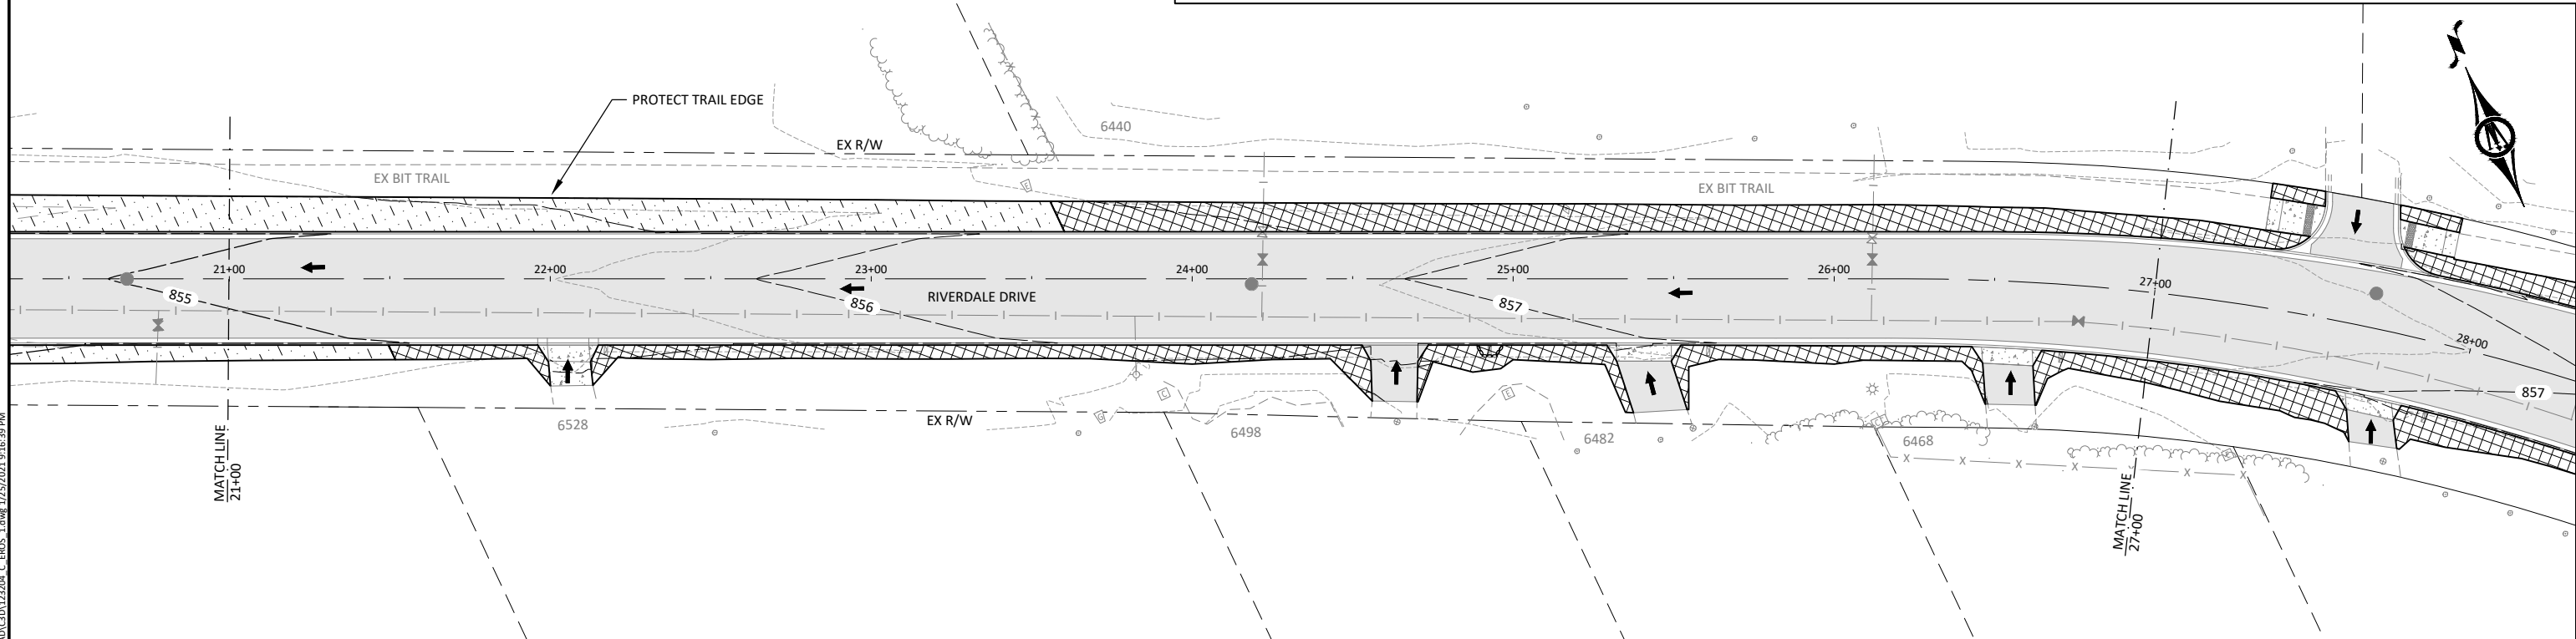 PROTECT TRAIL EDGE
6440
EX R/W
EX BIT TRAIL
EX BIT TRAIL
21+00
22+00
23+00
24+00
25+00
26+00
27+00
28+00
855
856
RIVERDALE DRIVE
857
857
6528
EX R/W
6498
6482
6468
MATCH LINE
21+00
MATCH LINE
27+00
E
C
G
E
X X X X X X X
N